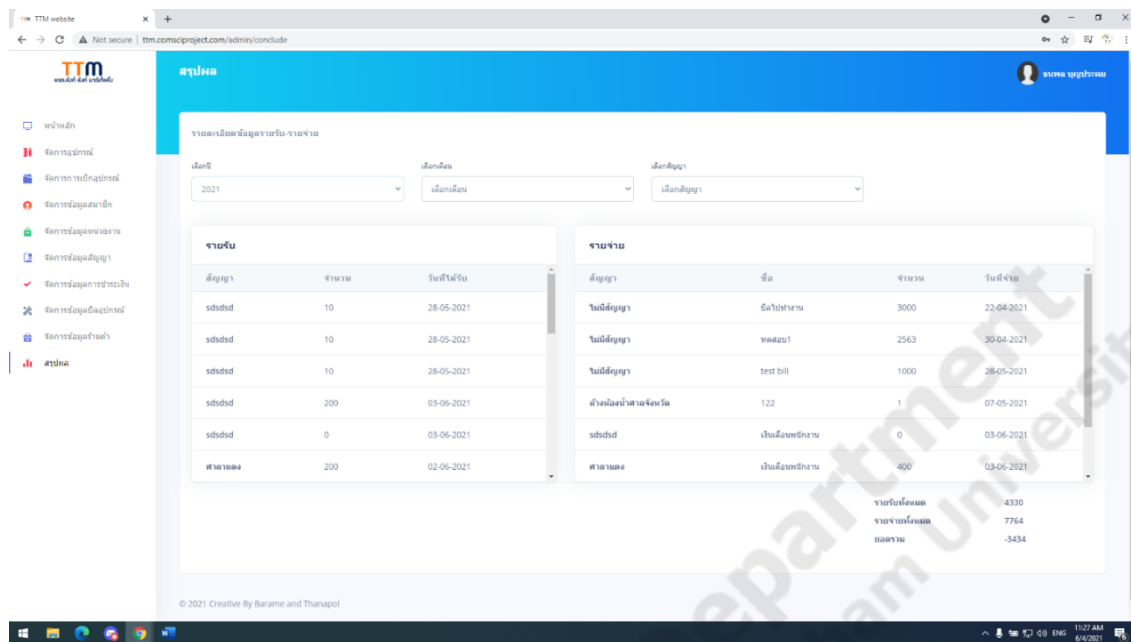 TTM website
Not secure | ttm.comsciproject.com/admin/conclude
TTM
สรุปผล
ธนพล บุญประคม
หน้าหลัก
จัดการอุปกรณ์
จัดการการเบิกอุปกรณ์
จัดการข้อมูลสมาชิก
จัดการข้อมูลหน่วยงาน
จัดการข้อมูลสัญญา
จัดการข้อมูลการชำระเงิน
จัดการข้อมูลบิลอุปกรณ์
จัดการข้อมูลร้านค้า
สรุปผล
รายละเอียดข้อมูลรายรับ-รายจ่าย
เลือกปี เลือกเดือน เลือกสัญญา
2021 เลือกเดือน เลือกสัญญา
รายรับ
สัญญา จำนวน วันที่ได้รับ
sdsdsd 10 28-05-2021
sdsdsd 10 28-05-2021
sdsdsd 10 28-05-2021
sdsdsd 200 03-06-2021
sdsdsd 0 03-06-2021
ศาลาแดง 200 02-06-2021
รายจ่าย
สัญญา ชื่อ จำนวน วันที่จ่าย
ไม่มีสัญญา บิลไปทำงาน 3000 22-04-2021
ไม่มีสัญญา ทดสอบ1 2563 30-04-2021
ไม่มีสัญญา test bill 1000 28-05-2021
ล้างห้องน้ำศาลจังหวัด 122 1 07-05-2021
sdsdsd เงินเดือนพนักงาน 0 03-06-2021
ศาลาแดง เงินเดือนพนักงาน 400 03-06-2021
รายรับทั้งหมด 4330
รายจ่ายทั้งหมด 7764
ยอดรวม -3434
© 2021 Creative By Barame and Thanapol
ENG
11:27 AM
6/4/2021